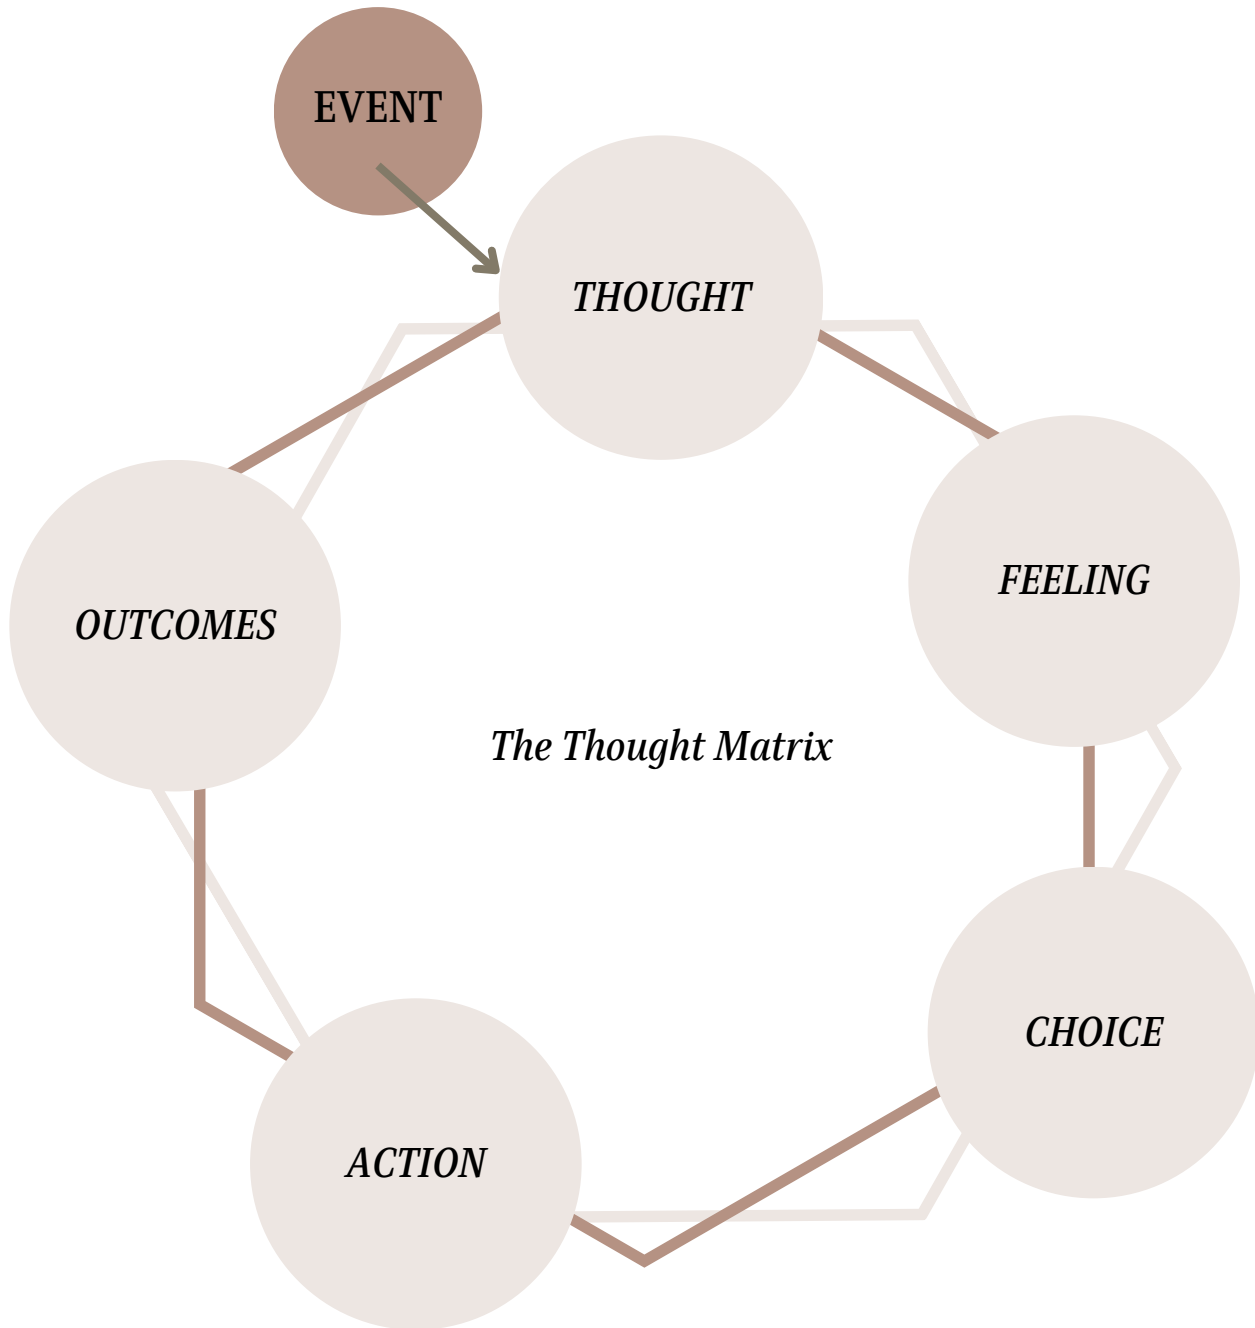 EVENT
THOUGHT
FEELING
OUTCOMES
The Thought Matrix
CHOICE
ACTION